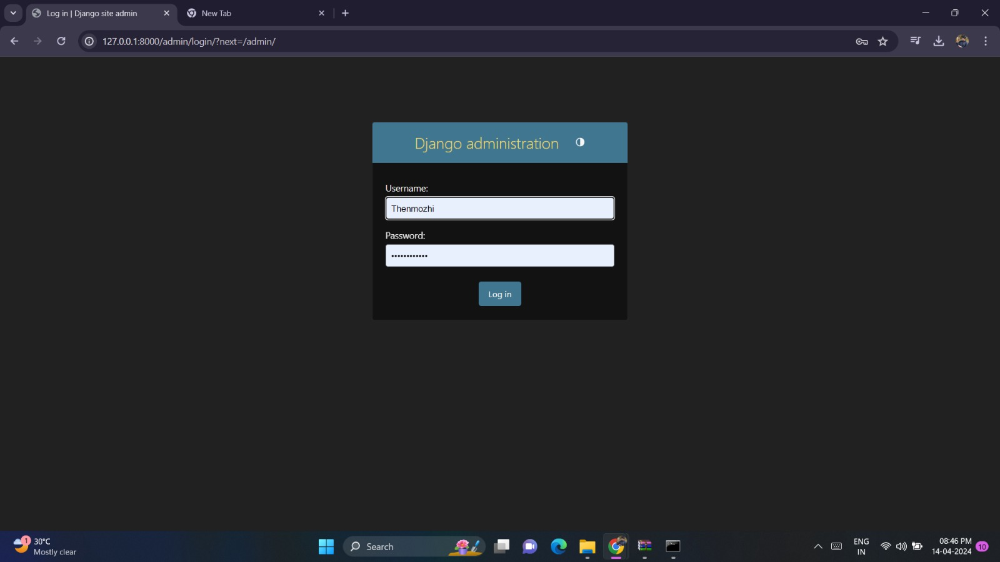 Log in | Django site admin
New Tab
127.0.0.1:8000/admin/login/?next=/admin/
Django administration
Username:
Thenmozhi
Password:
••••••••••••
Log in
1
30°C
Mostly clear
Search
ENG
IN
08:46 PM
14-04-2024
10